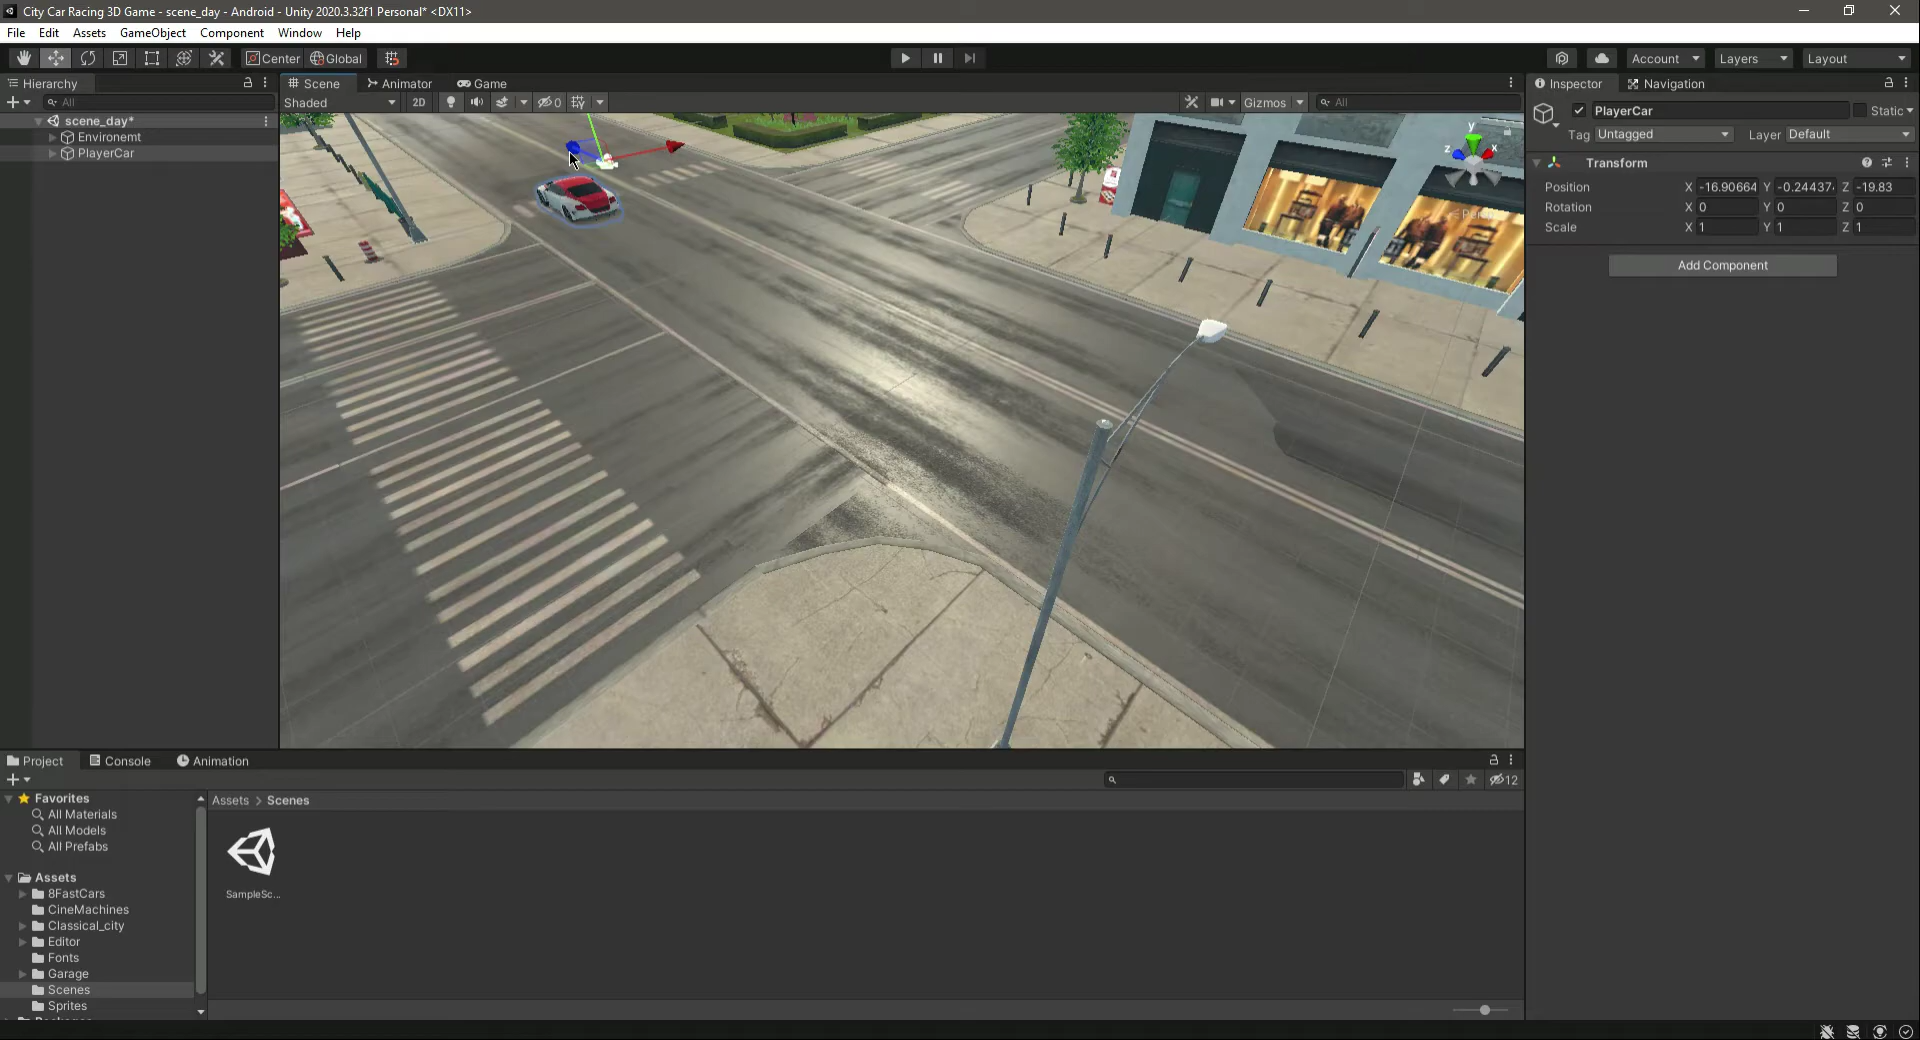 City Car Racing 3D Game - scene_day - Android - Unity 2020.3.32f1 Personal* <DX11>
File Edit Assets GameObject Component Window Help
Center Global Account Layers Layout
Hierarchy Scene Animator Game Inspector Navigation
All Shaded 2D 0 Gizmos All
PlayerCar Static
Tag Untagged Layer Default
scene_day*
Environemt
PlayerCar
y
z x
Persp
Transform
Position X -16.90664 Y -0.24437 Z -19.83
Rotation X 0 Y 0 Z 0
Scale X 1 Y 1 Z 1
Add Component
Project Console Animation
12
Favorites
All Materials
All Models
All Prefabs
Assets > Scenes
SampleSc...
Assets
8FastCars
CineMachines
Classical_city
Editor
Fonts
Garage
Scenes
Sprites